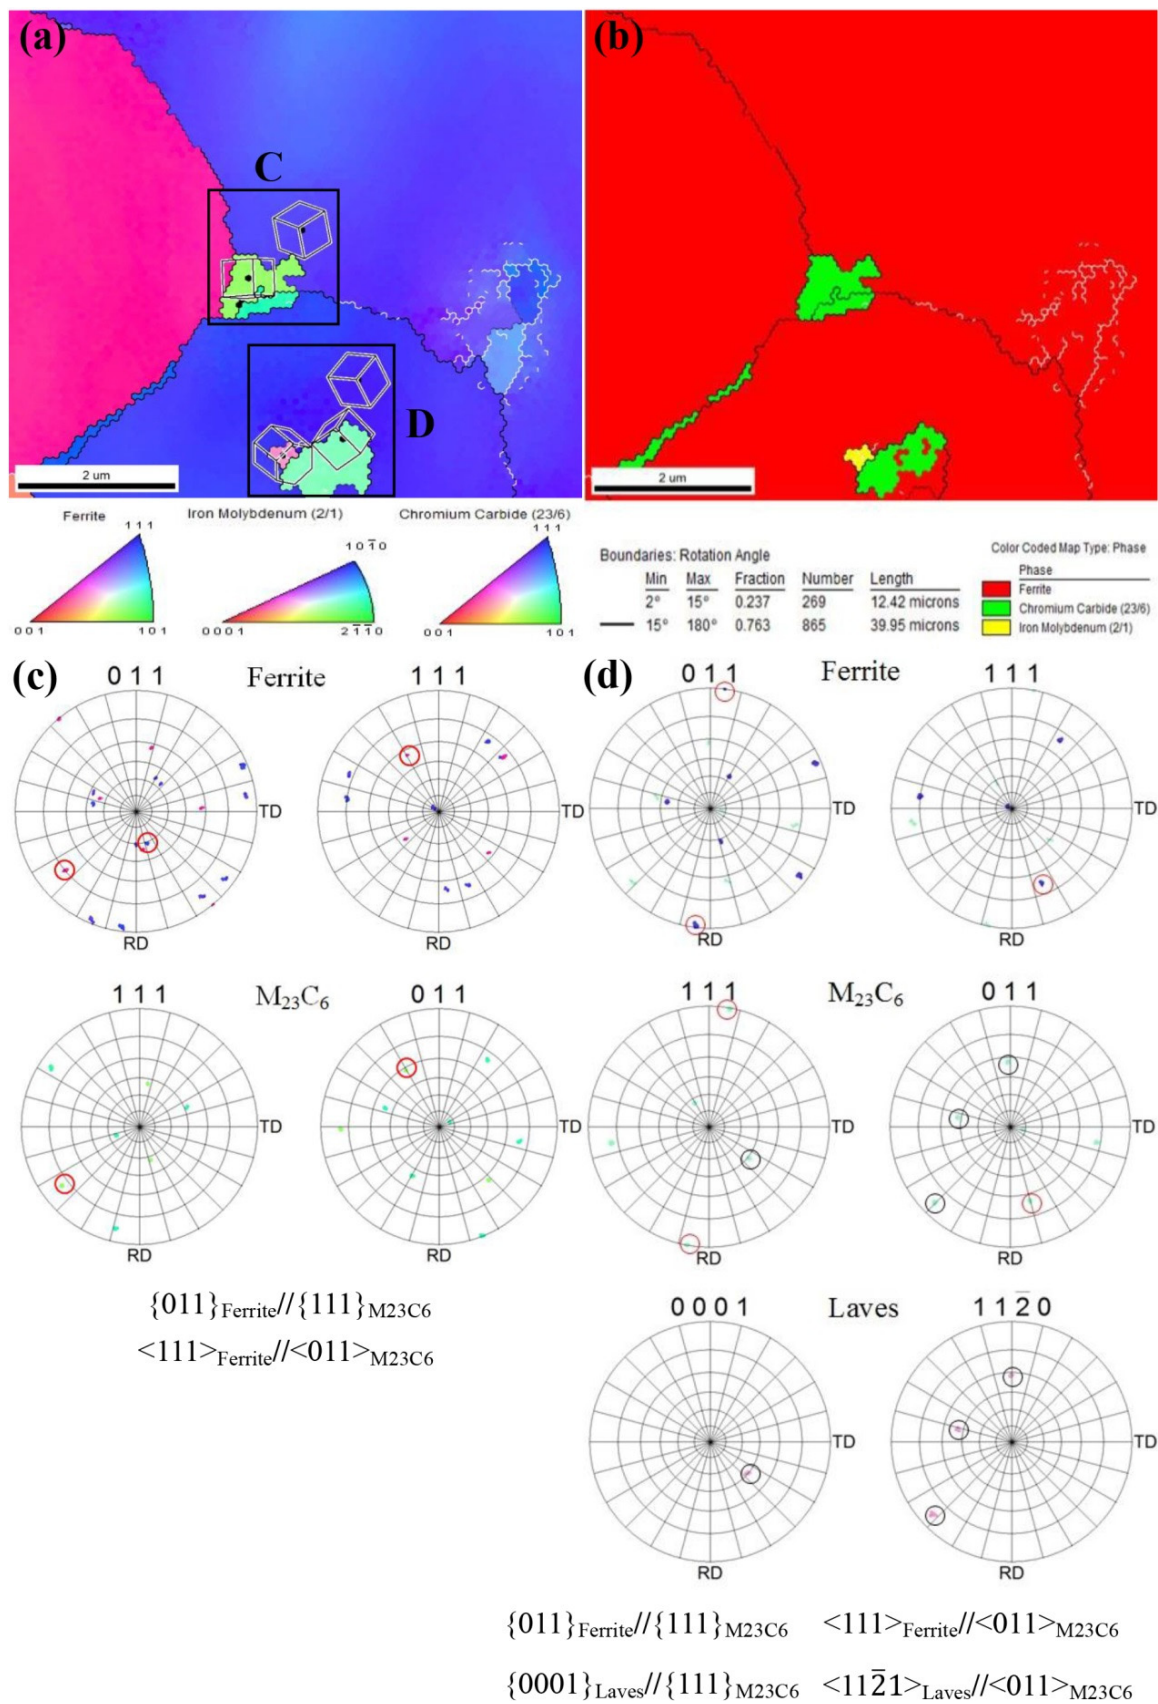 (a)
(b)
C
D
2 um
2 um
Ferrite
Iron Molybdenum (2/1)
Chromium Carbide (23/6)
1 1 1
1 0 1̅ 0
1 1 1
0 0 1
1 0 1
0 0 0 1
2 1̅ 1̅ 0
0 0 1
1 0 1
Boundaries: Rotation Angle
Min Max Fraction Number Length
2° 15° 0.237 269 12.42 microns
15° 180° 0.763 865 39.95 microns
Color Coded Map Type: Phase
Phase
Ferrite
Chromium Carbide (23/6)
Iron Molybdenum (2/1)
(c)
0 1 1
Ferrite
1 1 1
TD
TD
RD
RD
1 1 1
M₂₃C₆
0 1 1
TD
TD
RD
RD
{011}Ferrite//{111}M23C6
<111>Ferrite//<011>M23C6
(d)
0 1 1
Ferrite
1 1 1
TD
TD
RD
RD
1 1 1
M₂₃C₆
0 1 1
TD
TD
RD
RD
0 0 0 1
Laves
1 1 2̅ 0
TD
TD
RD
RD
{011}Ferrite//{111}M23C6 <111>Ferrite//<011>M23C6
{0001}Laves//{111}M23C6 <112̅1>Laves//<011>M23C6